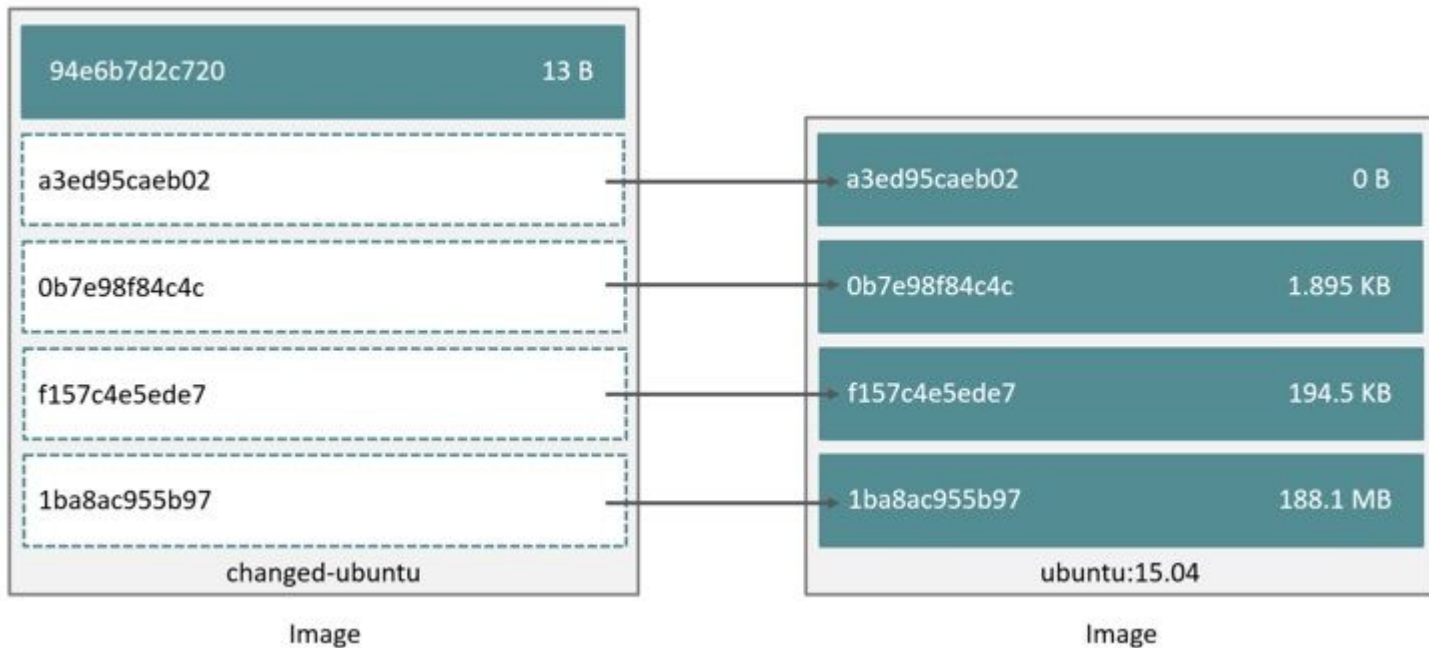 94e6b7d2c720 13 B
a3ed95caeb02
0b7e98f84c4c
f157c4e5ede7
1ba8ac955b97
changed-ubuntu
Image
a3ed95caeb02 0 B
0b7e98f84c4c 1.895 KB
f157c4e5ede7 194.5 KB
1ba8ac955b97 188.1 MB
ubuntu:15.04
Image